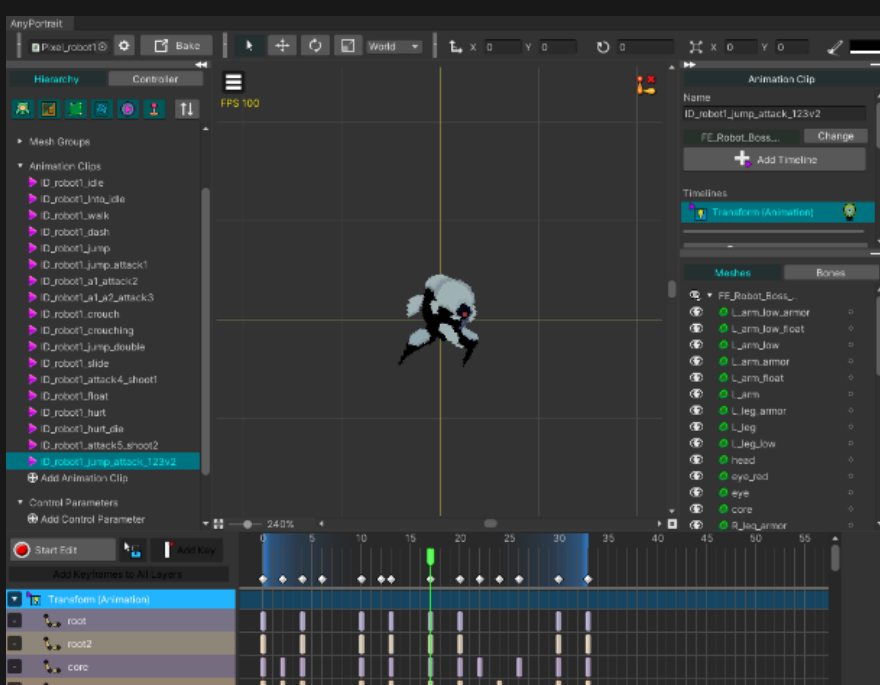 AnyPortrait
Pixel_robot1 Bake World X 0 Y 0 0 X 0 Y 0
Hierarchy Controller
FPS 100
Mesh Groups
Animation Clips
ID_robot1_idle
ID_robot1_Into_idle
ID_robot1_walk
ID_robot1_dash
ID_robot1_jump
ID_robot1_jump_attack1
ID_robot1_a1_attack2
ID_robot1_a1_a2_attack3
ID_robot1_crouch
ID_robot1_crouching
ID_robot1_jump_double
ID_robot1_slide
ID_robot1_attack4_shoot1
ID_robot1_float
ID_robot1_hurt
ID_robot1_hurt_die
ID_robot1_attack5_shoot2
ID_robot1_jump_attack_123v2
Add Animation Clip
Control Parameters
Add Control Parameter
240%
Animation Clip
Name
ID_robot1_jump_attack_123v2
FE_Robot_Boss_... Change
Add Timeline
Timelines
Transform (Animation)
Meshes Bones
FE_Robot_Boss_..
L_arm_low_armor
L_arm_low_float
L_arm_low
L_arm_armor
L_arm_float
L_arm
L_leg_armor
L_leg
L_leg_low
head
eye_red
eye
core
R_leg_armor
0 5 10 15 20 25 30 35 40 45 50 55
Start Edit Add Key
Add Keyframes to All Layers
Transform (Animation)
root
root2
core